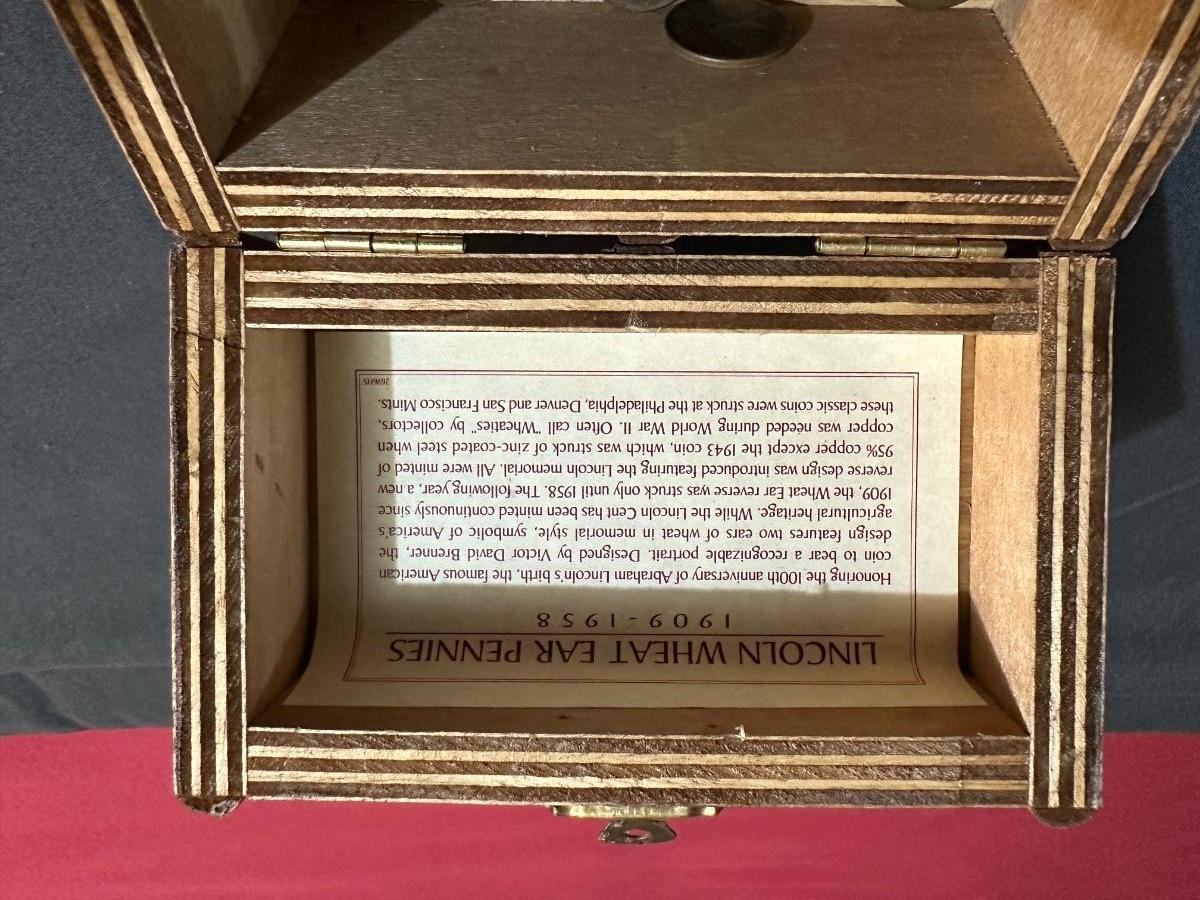 LINCOLN WHEAT EAR PENNIES
1909-1958
Honoring the 100th anniversary of Abraham Lincoln's birth, the famous American
coin to bear a recognizable portrait. Designed by Victor David Brenner, the
design features two ears of wheat in memorial style, symbolic of America's
agricultural heritage. While the Lincoln Cent has been minted continuously since
1909, the Wheat Ear reverse was struck only until 1958. The following year, a new
reverse design was introduced featuring the Lincoln memorial. All were minted of
95% copper except the 1943 coin, which was struck of zinc-coated steel when
copper was needed during World War II. Often call "Wheaties" by collectors,
these classic coins were struck at the Philadelphia, Denver and San Francisco Mints.
2696HS